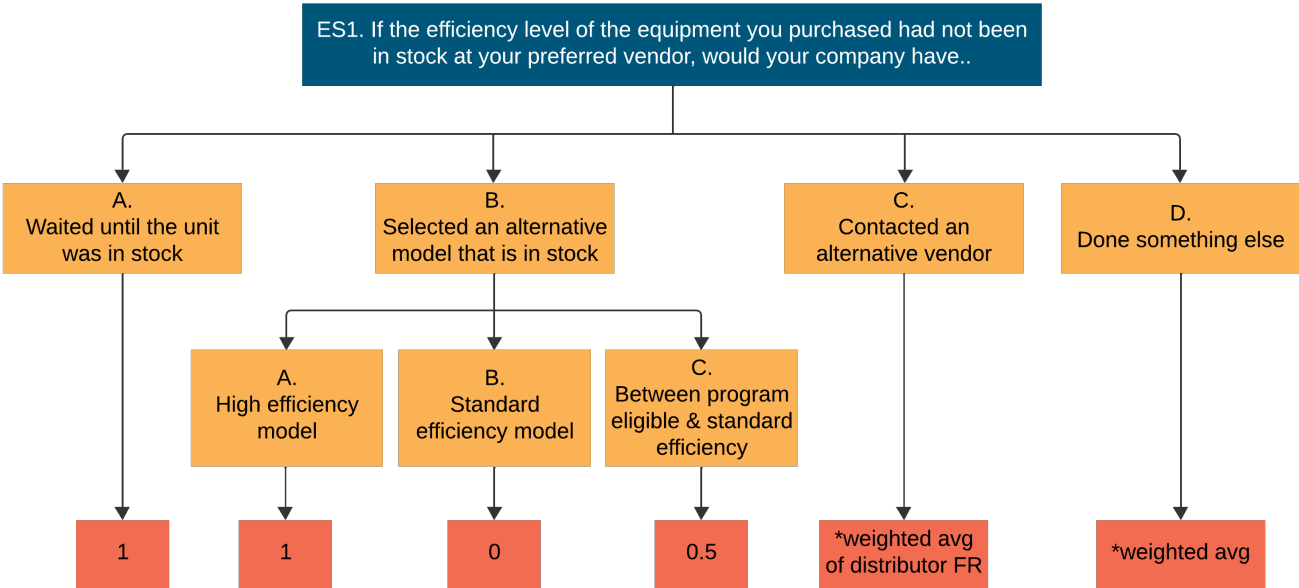 ES1. If the efficiency level of the equipment you purchased had not been
in stock at your preferred vendor, would your company have..
A.
Waited until the unit
was in stock
B.
Selected an alternative
model that is in stock
C.
Contacted an
alternative vendor
D.
Done something else
A.
High efficiency
model
B.
Standard
efficiency model
C.
Between program
eligible & standard
efficiency
1
1
0
0.5
*weighted avg
of distributor FR
*weighted avg